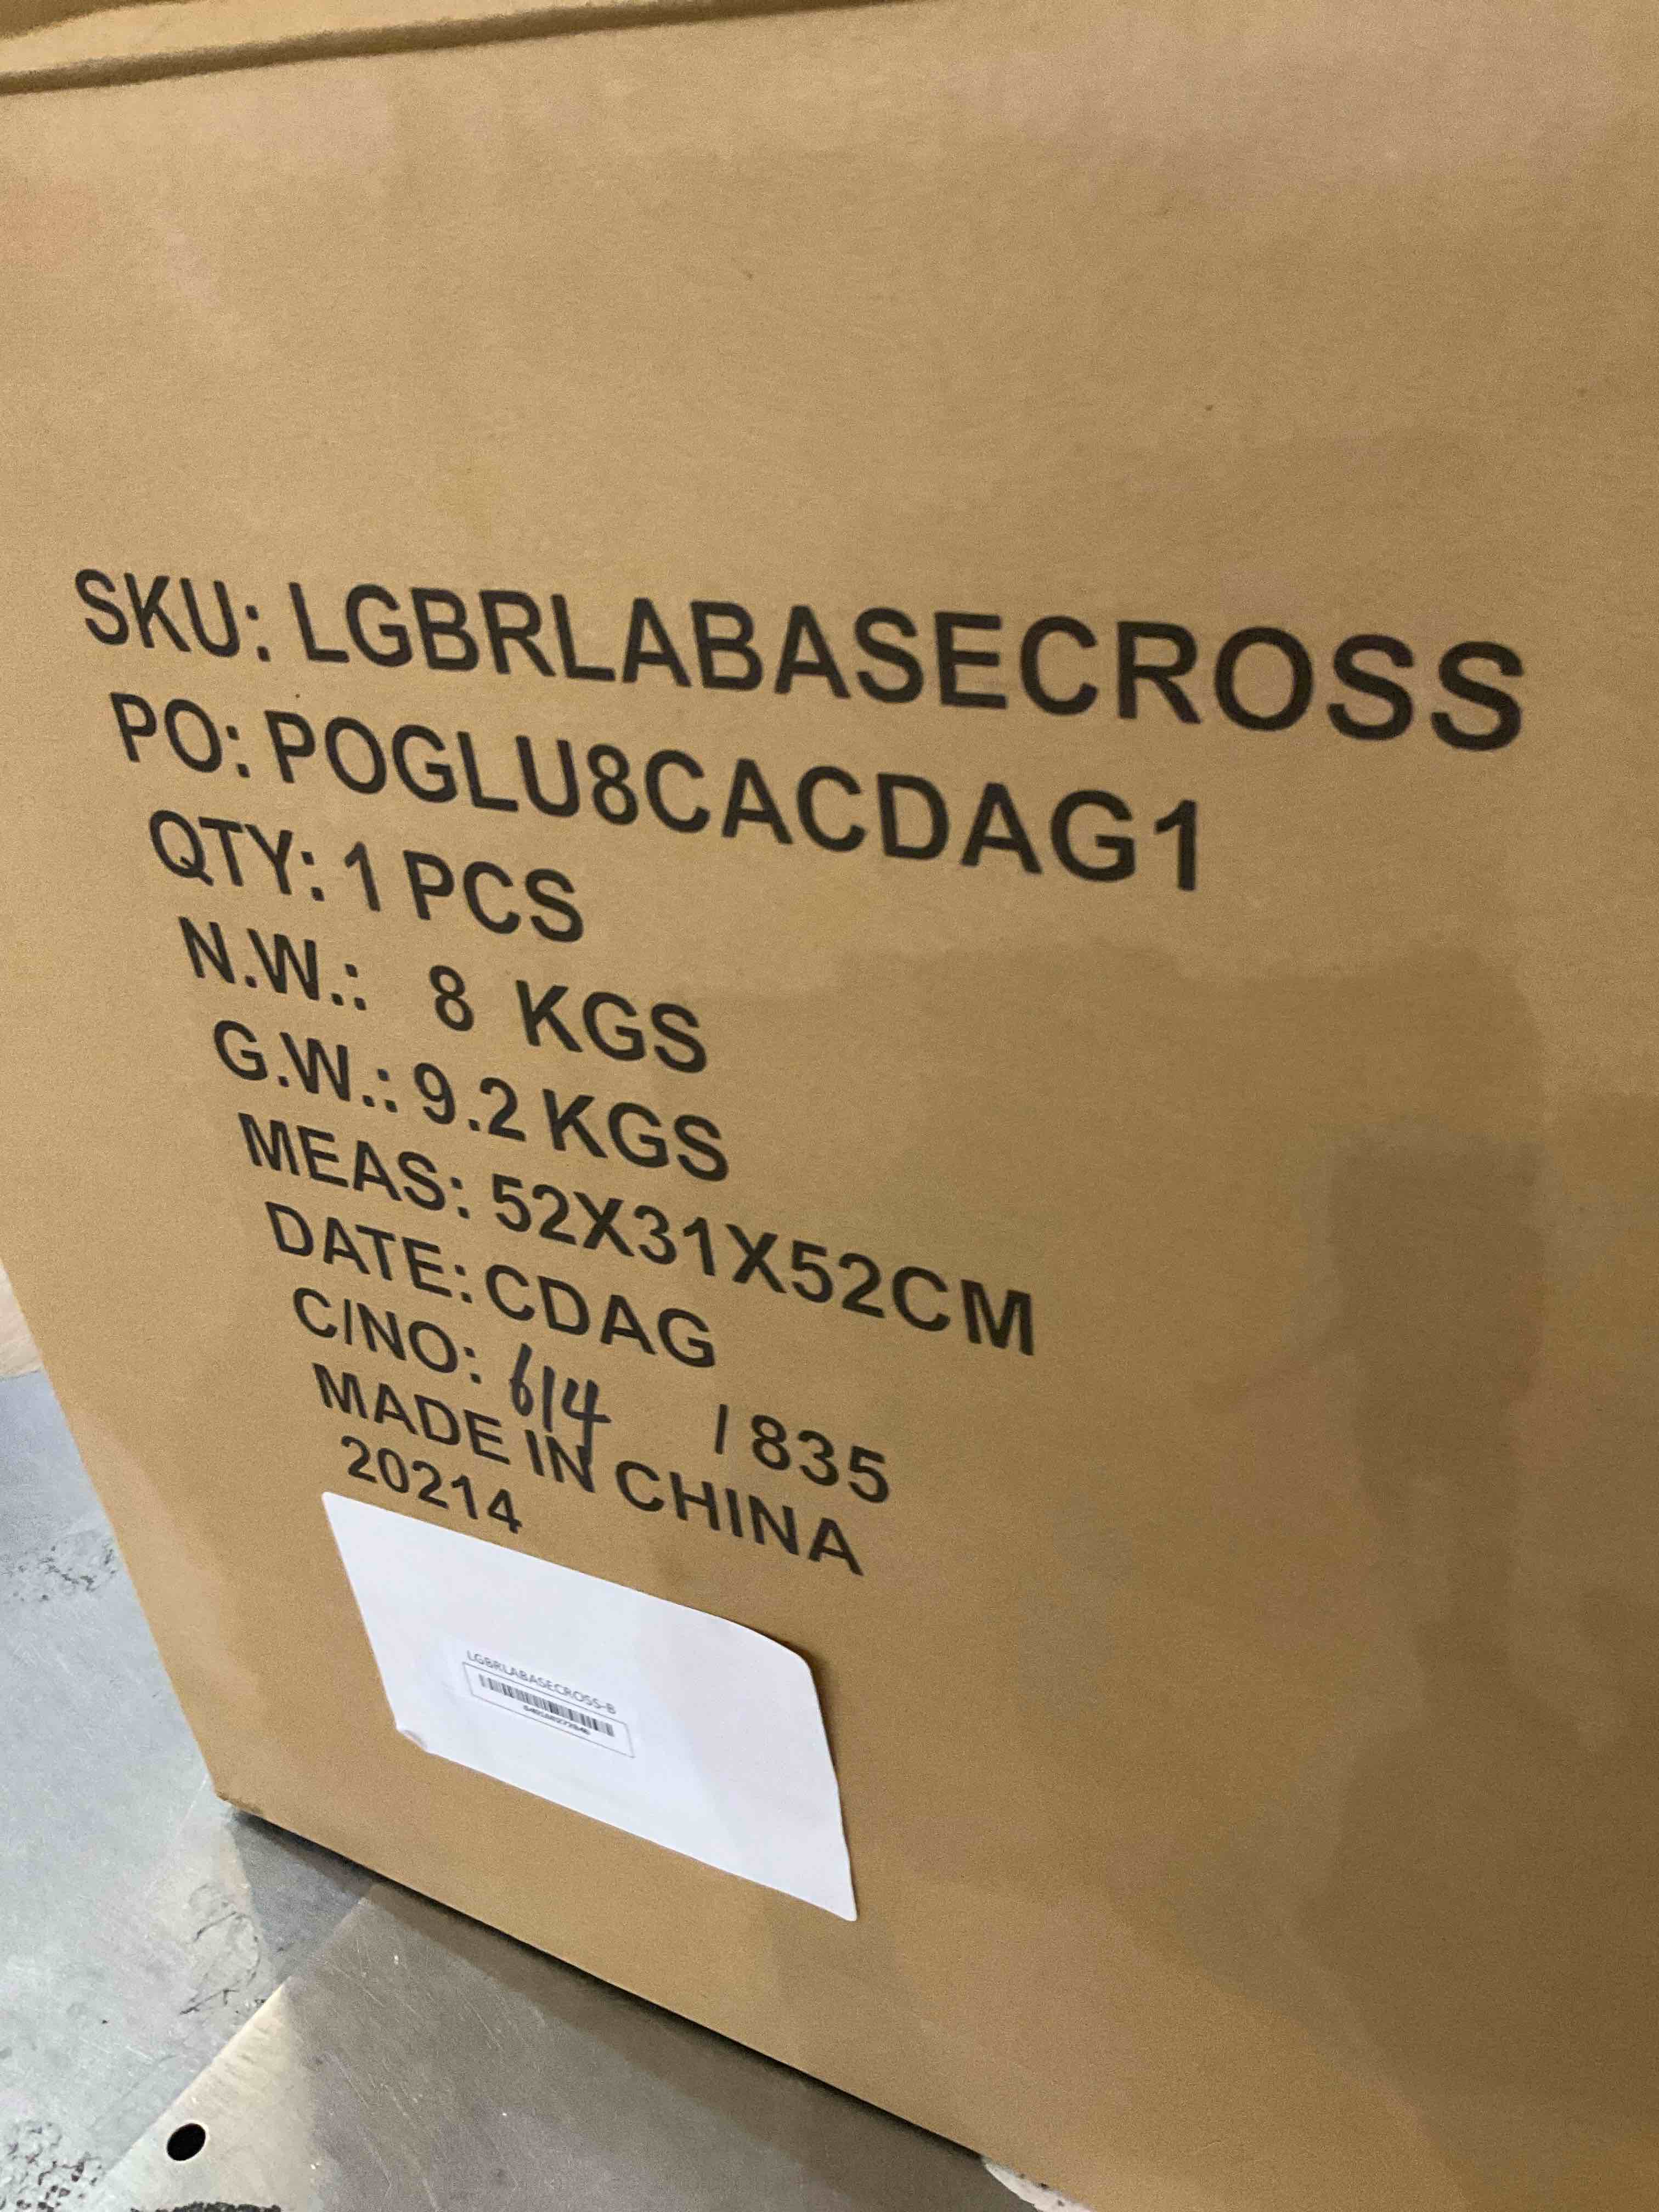 SKU: LGBRLABASECROSS
PO: POGLU8CACDAG1
QTY: 1 PCS
N.W.: 8 KGS
G.W.: 9.2 KGS
MEAS: 52X31X52CM
DATE: CDAG
C/NO: 614 / 835
MADE IN CHINA
20214
LGBRLABASECROSS-B